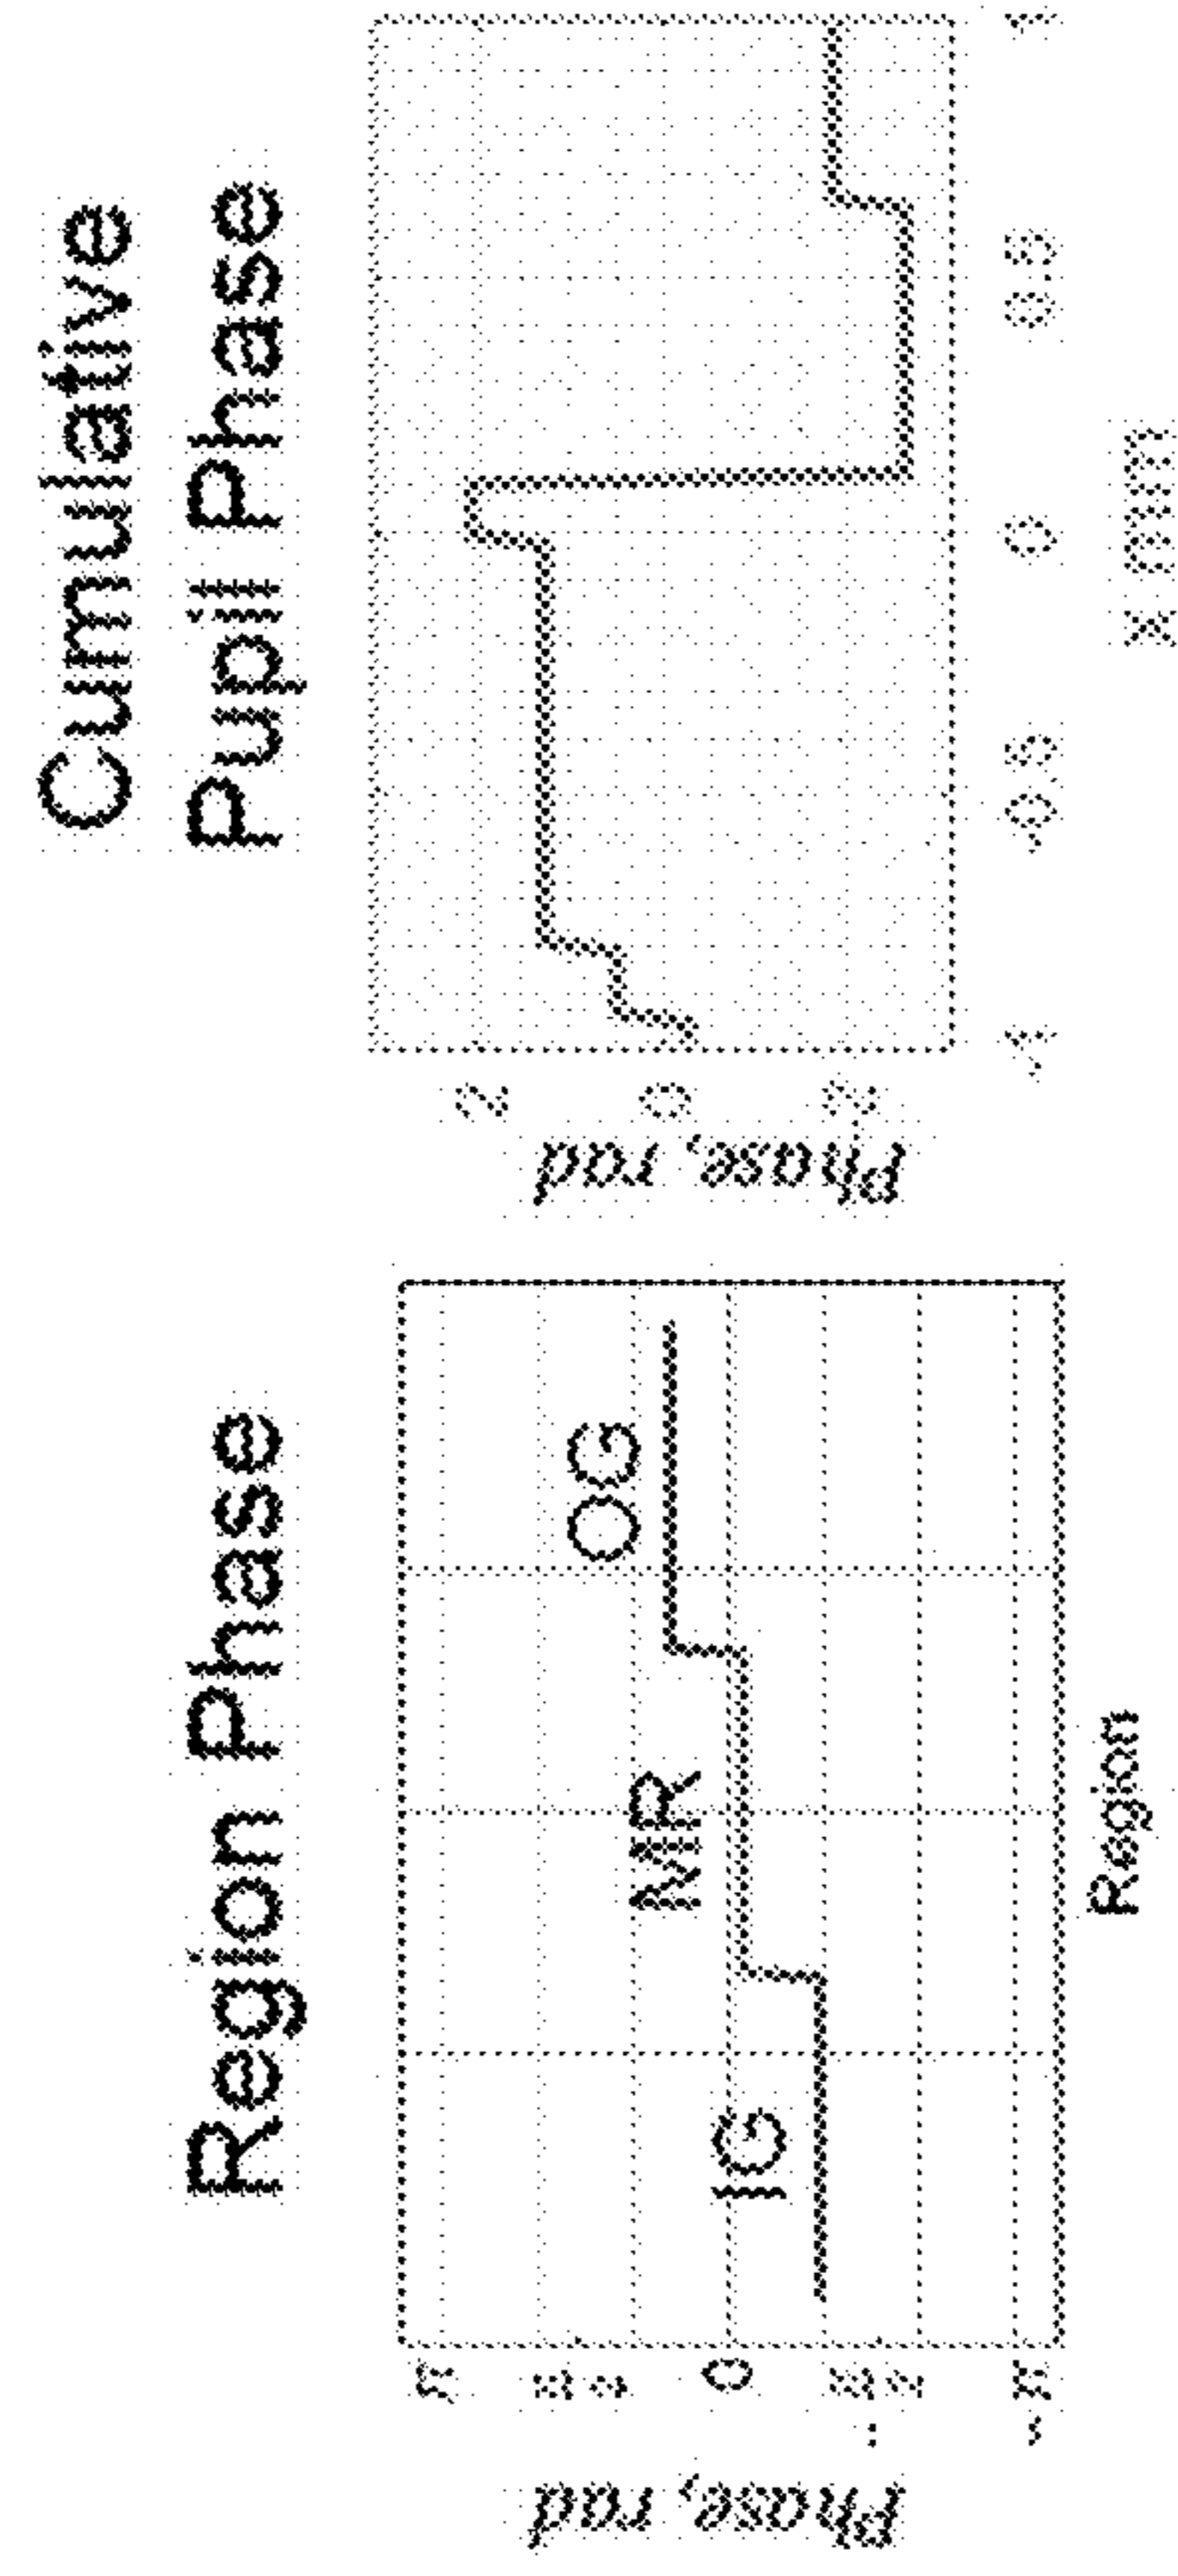 Region Phase
Phase, rad
π
0
-π
IG
MR
OG
Region
Cumulative
Pupil Phase
Phase, rad
2
0
-2
-1
-0.5
0
0.5
1
x mm